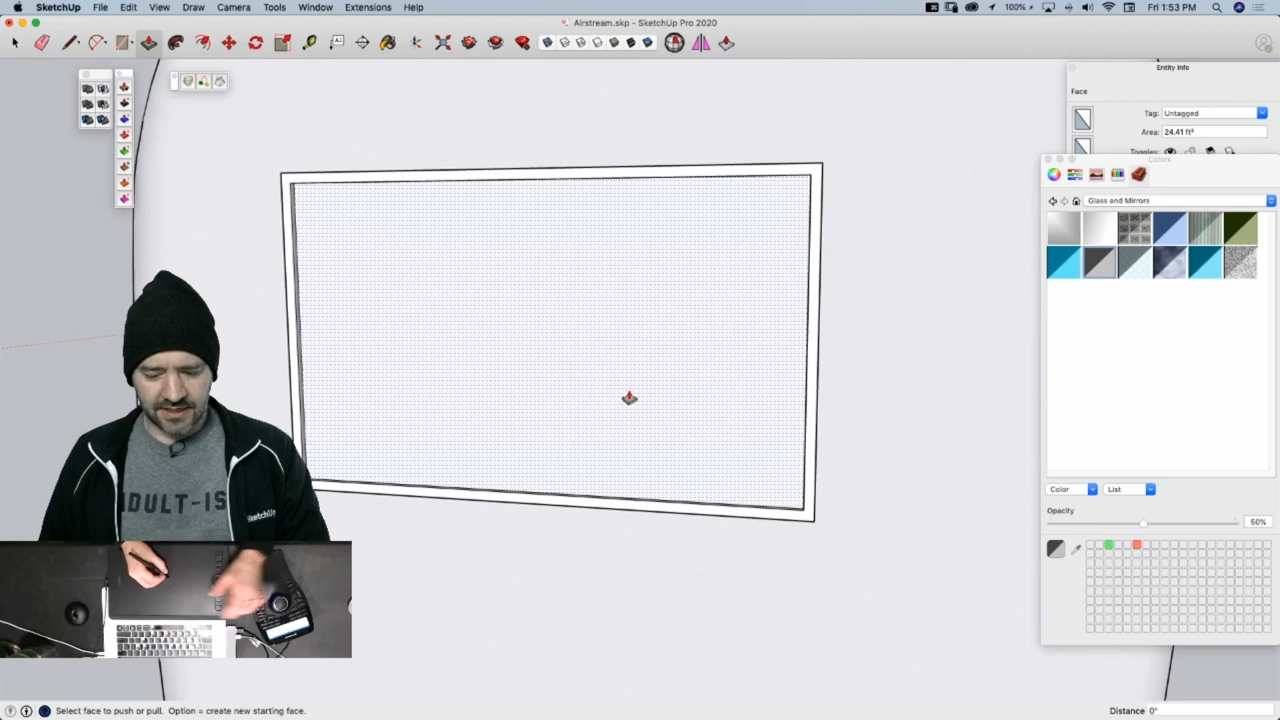 SketchUp File Edit View Draw Camera Tools Window Extensions Help 100% Fri 1:53 PM
Airstream.skp - SketchUp Pro 2020
Entity Info
Face
Tag: Untagged
Area: 24.41 ft²
Toggles:
Colors
Glass and Mirrors
Color List
Opacity
50%
DULT-IS
SketchUp
Select face to push or pull. Option = create new starting face.
Distance 0"